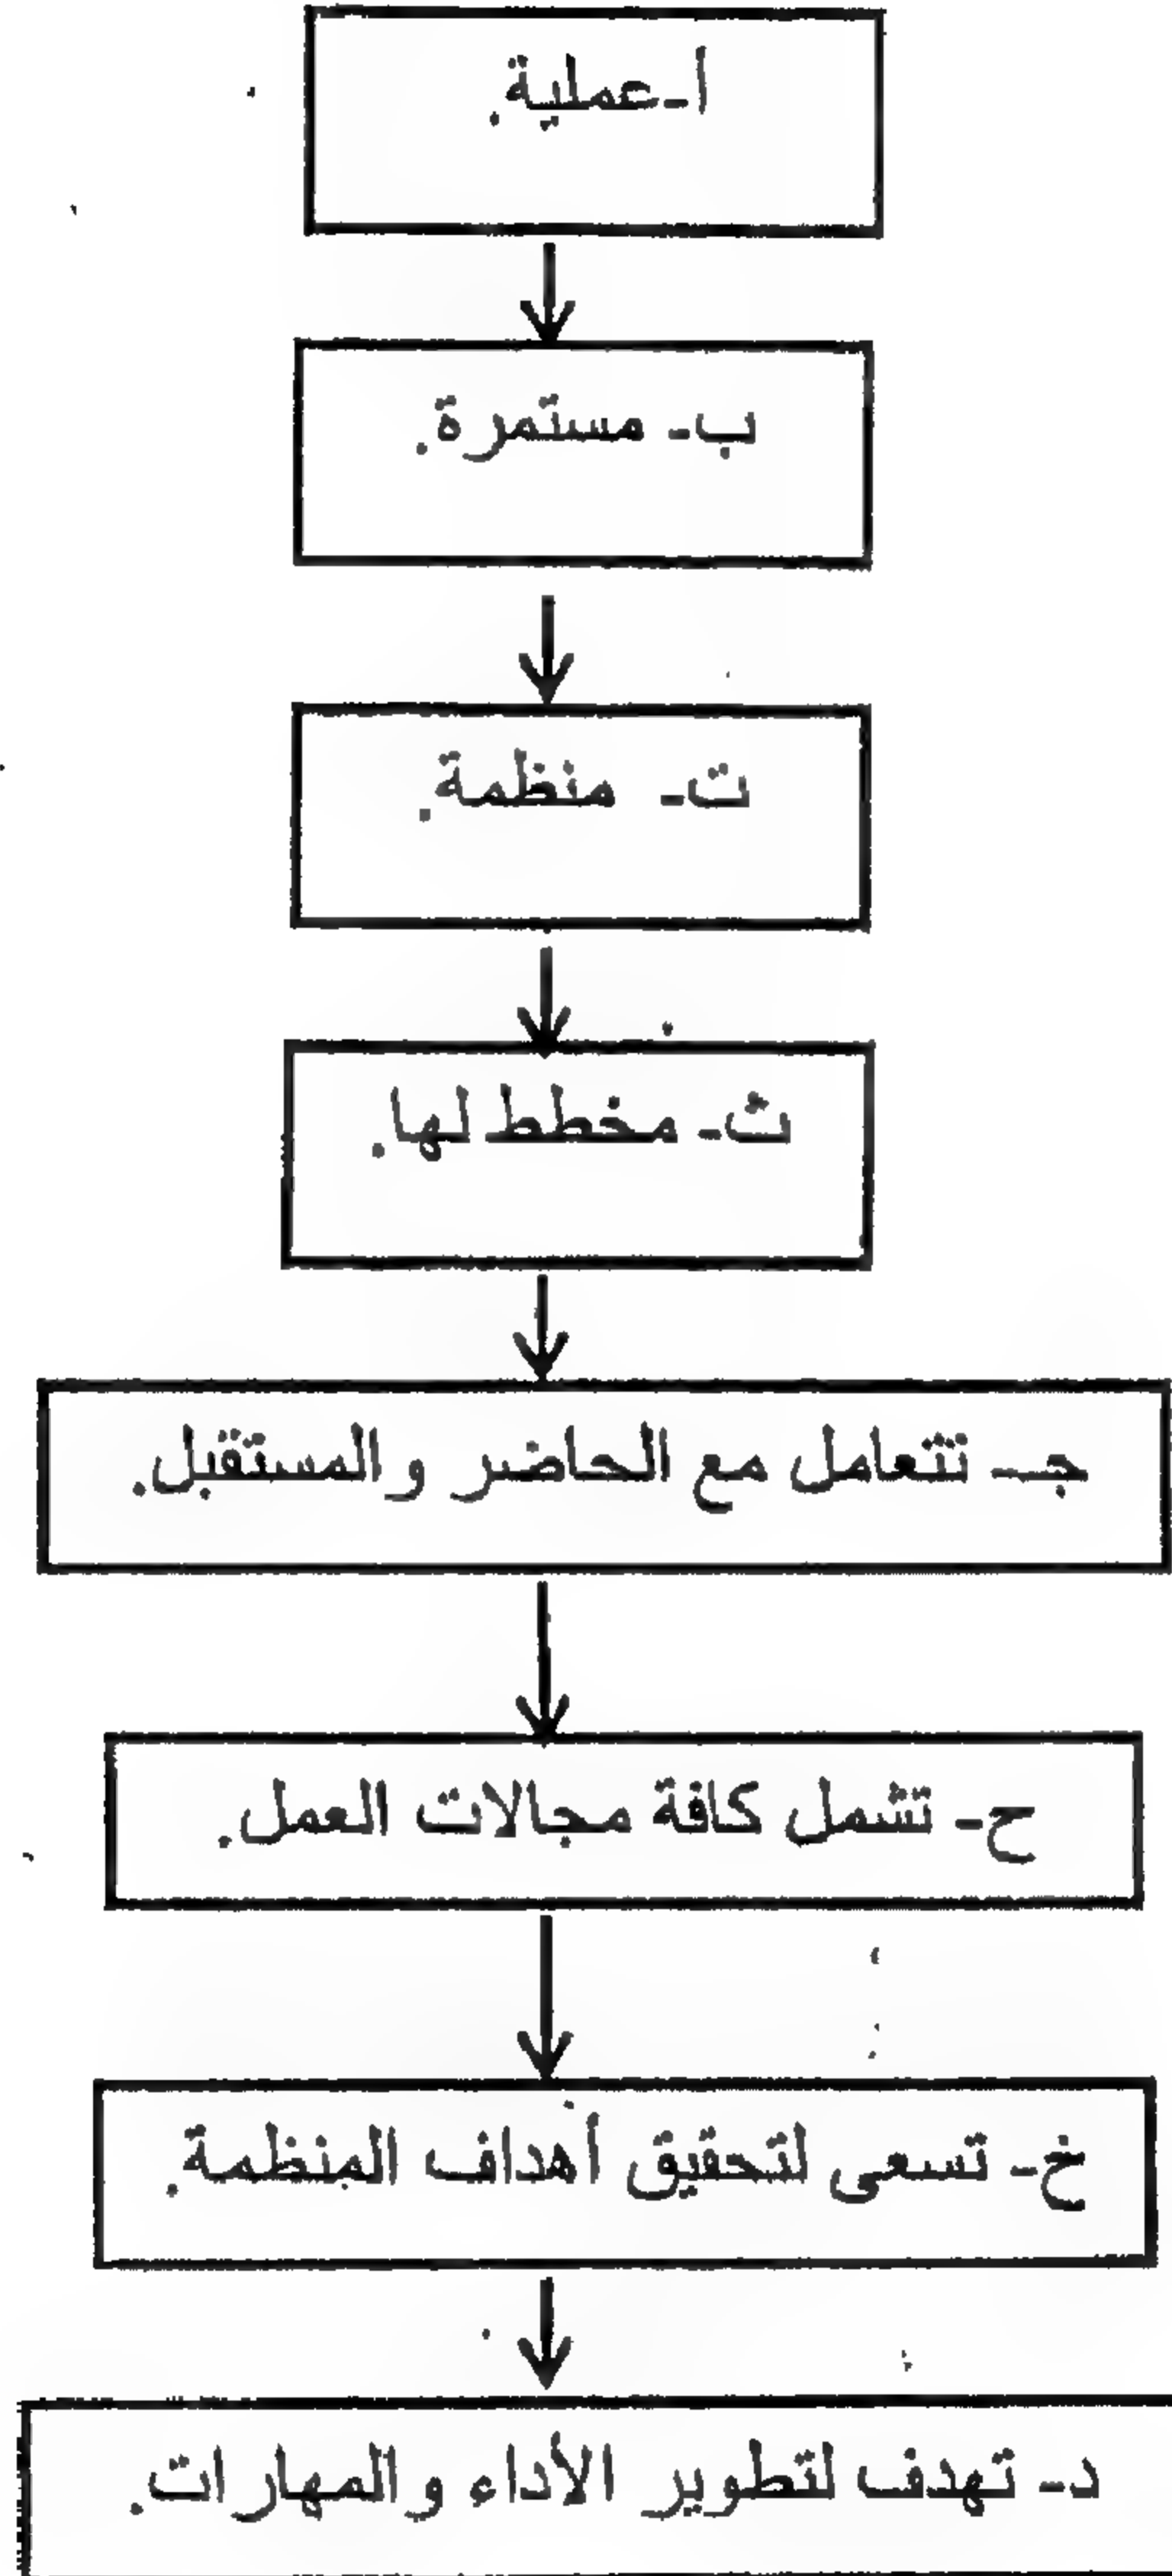 أ-عملية.
ب- مستمرة.
ت- منظمة.
ث- مخطط لها.
جـ- تتعامل مع الحاضر والمستقبل.
ح- تشمل كافة مجالات العمل.
خ- تسعى لتحقيق أهداف المنظمة.
د- تهدف لتطوير الأداء والمهارات.